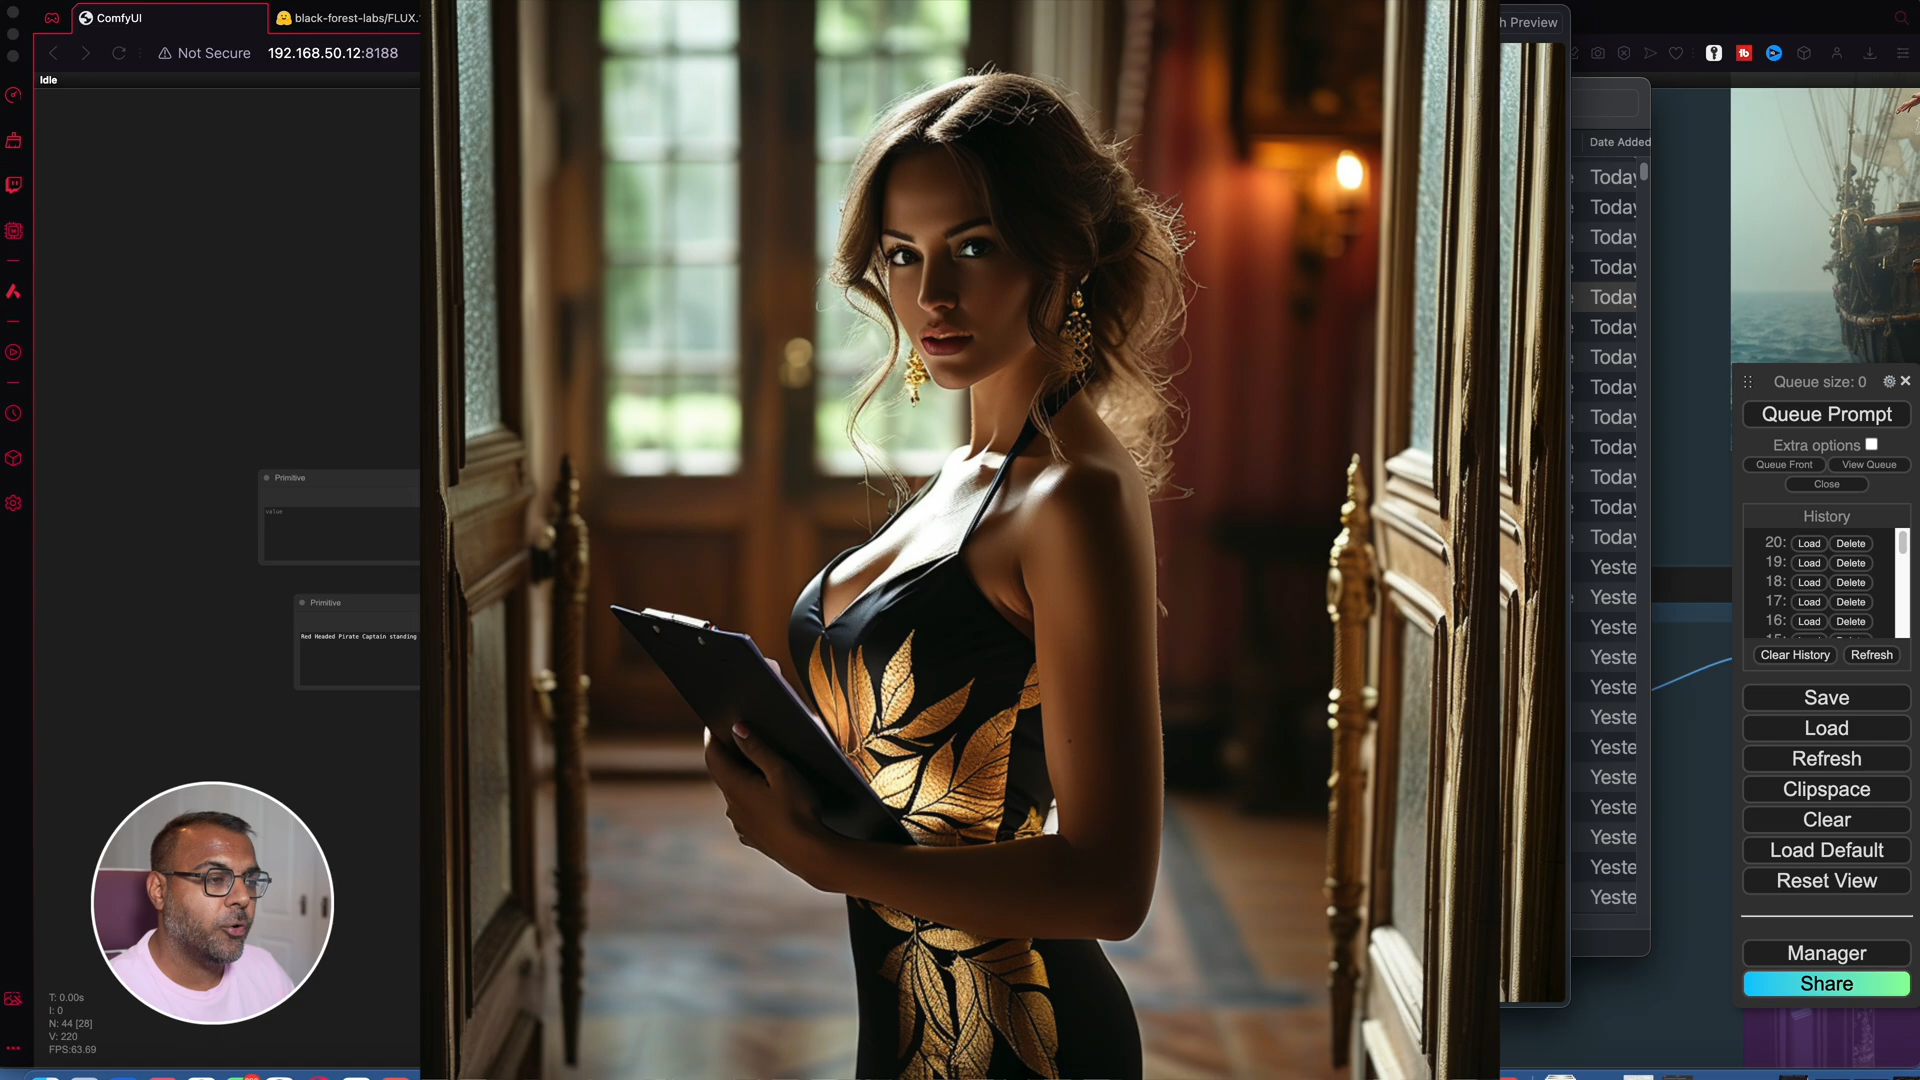 ComfyUI
black-forest-labs/FLUX.
Not Secure
192.168.50.12:8188
Idle
Primitive
value
Primitive
Red Headed Pirate Captain standing
T: 0.00s
I: 0
N: 44 [28]
V: 220
FPS:63.69
h Preview
Date Added
Today
Today
Today
Today
Today
Today
Today
Today
Today
Today
Today
Today
Today
Yeste
Yeste
Yeste
Yeste
Yeste
Yeste
Yeste
Yeste
Yeste
Yeste
Yeste
Yeste
Queue size: 0
Queue Prompt
Extra options
Queue Front
View Queue
Close
History
20: Load Delete
19: Load Delete
18: Load Delete
17: Load Delete
16: Load Delete
Clear History
Refresh
Save
Load
Refresh
Clipspace
Clear
Load Default
Reset View
Manager
Share